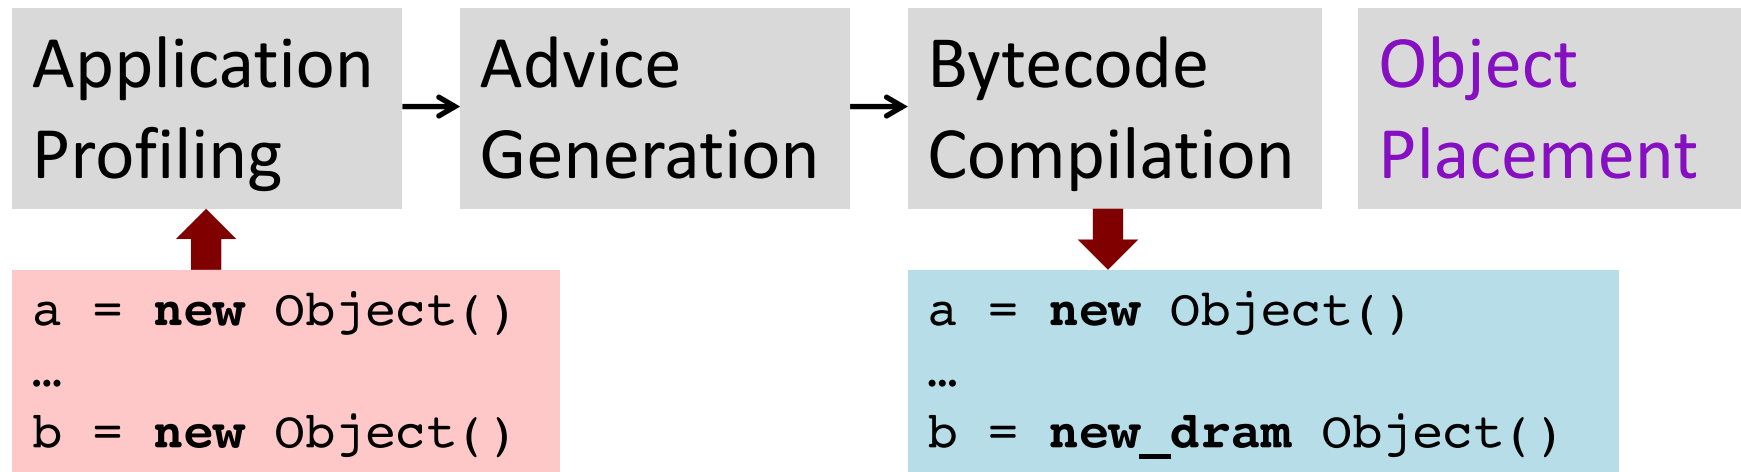 Application
Profiling
Advice
Generation
Bytecode
Compilation
Object
Placement
a = new Object()
…
b = new Object()
a = new Object()
…
b = new_dram Object()